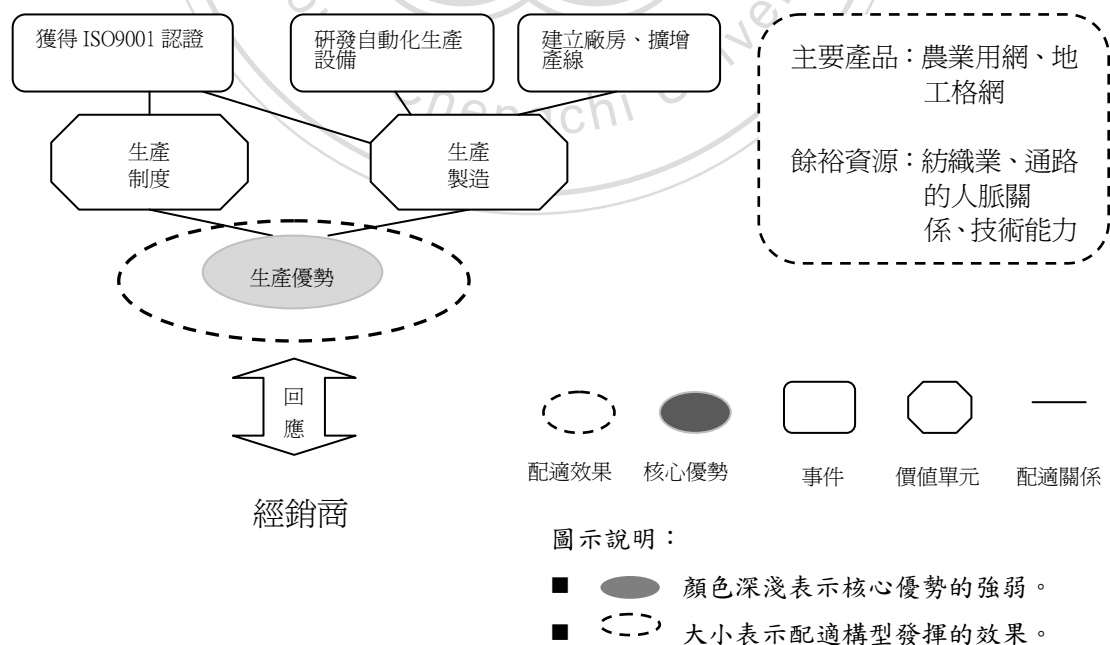 獲得 ISO9001 認證
研發自動化生產
設備
建立廠房、擴增
產線
主要產品：農業用網、地
工格網
餘裕資源：紡織業、通路
的人脈關
係、技術能力
Chengchi
生產
制度
生產
製造
生產優勢
回
應
經銷商
配適效果
核心優勢
事件
價值單元
配適關係
圖示說明：
■ 顏色深淺表示核心優勢的強弱。
■ 大小表示配適構型發揮的效果。